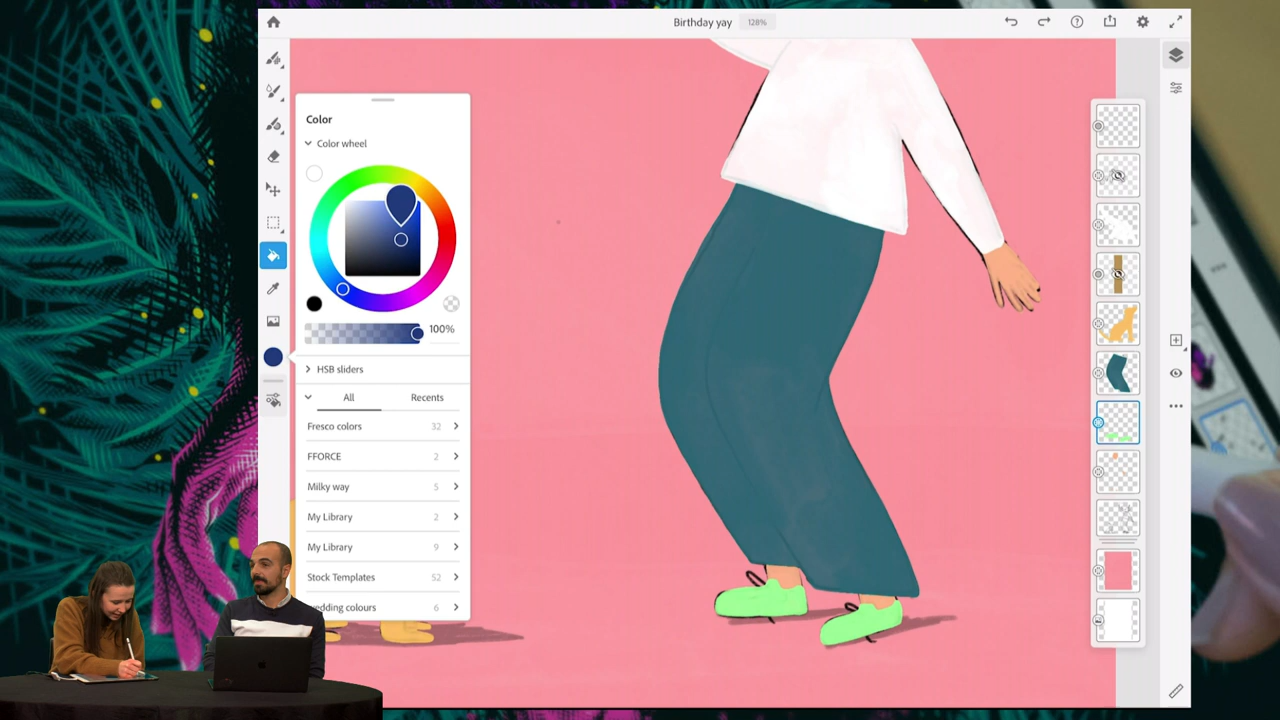 Birthday yay 128%
Color
Color wheel
100%
HSB sliders
All Recents
Fresco colors 32
FFORCE 2
Milky way 5
My Library 2
My Library 9
Stock Templates 52
wedding colours 6